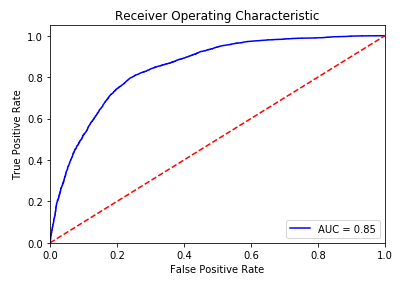 Receiver Operating Characteristic
True Positive Rate
1.0
0.8
0.6
0.4
0.2
0.0
AUC = 0.85
0.0 0.2 0.4 0.6 0.8 1.0
False Positive Rate